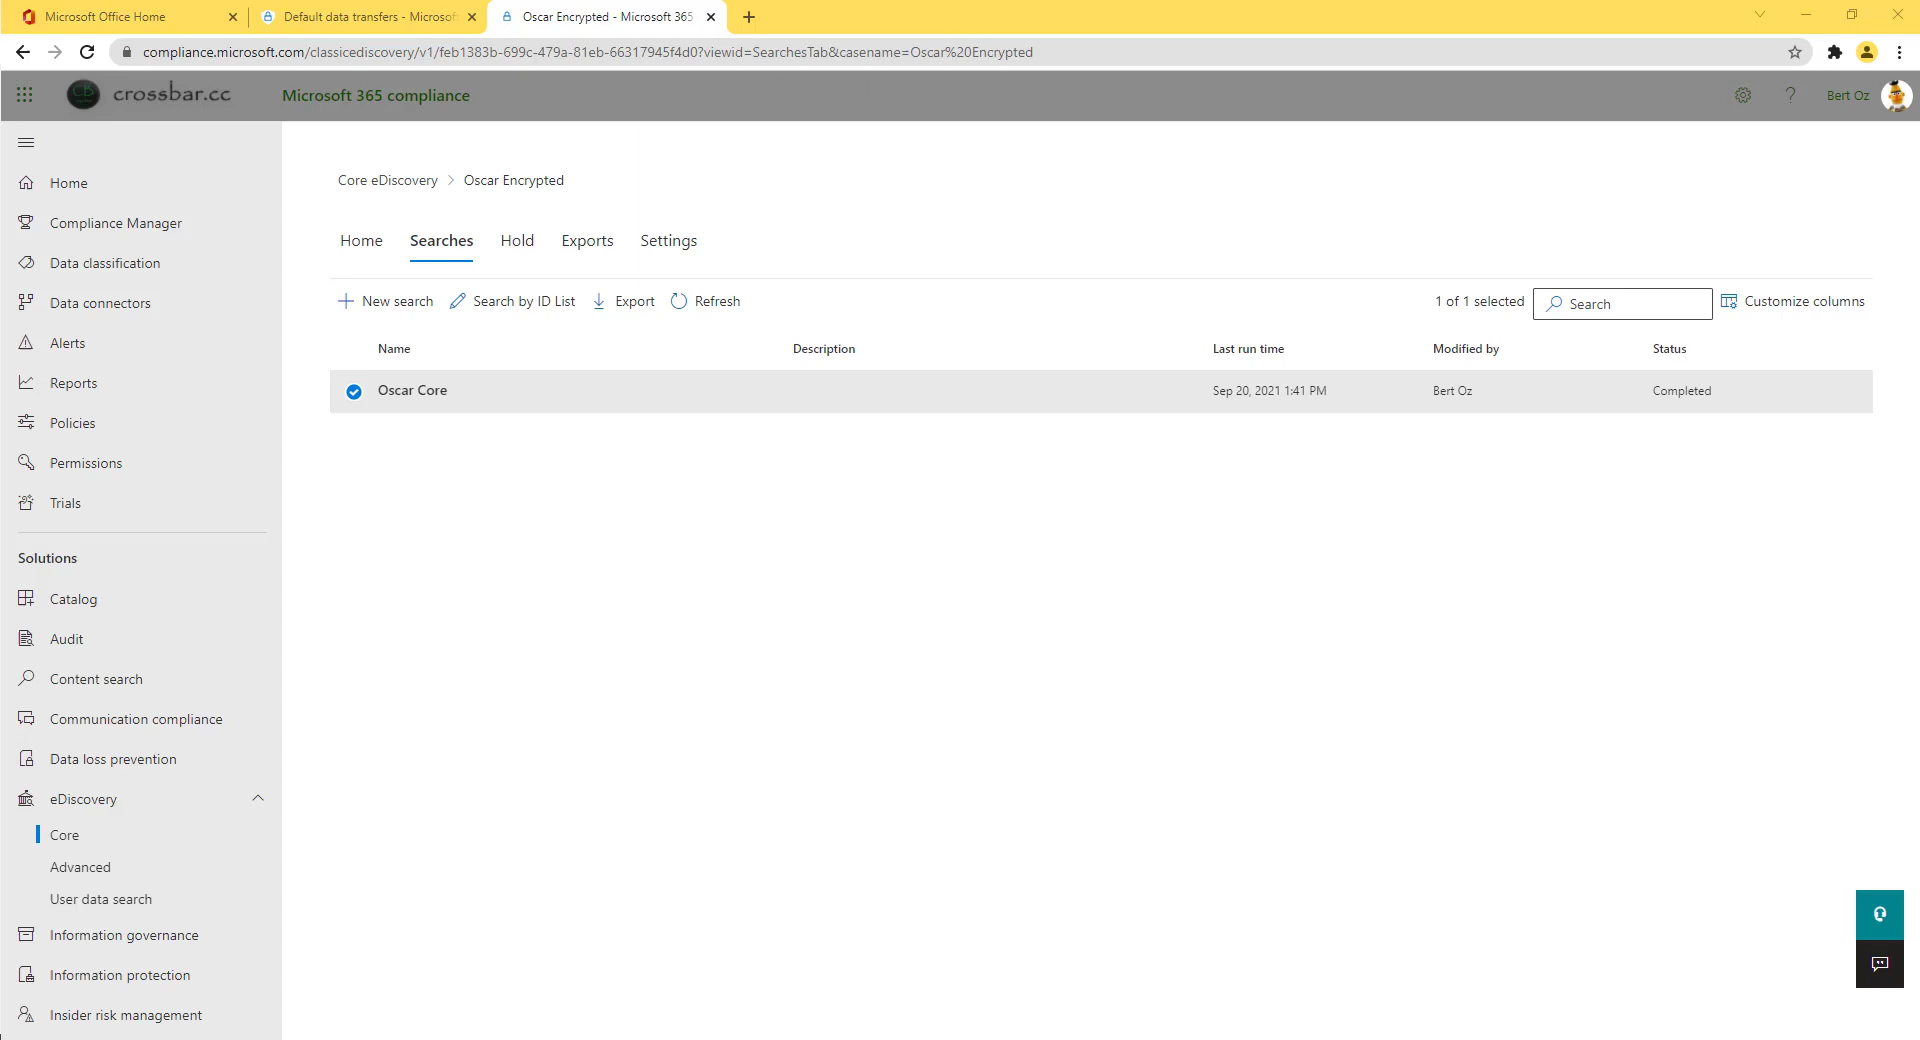 Microsoft Office Home
Default data transfers - Microsof
Oscar Encrypted - Microsoft 365
compliance.microsoft.com/classicediscovery/v1/feb1383b-699c-479a-81eb-66317945f4d0?viewid=SearchesTab&casename=Oscar%20Encrypted
CB
crossbar.cc
Microsoft 365 compliance
?
Bert Oz
Home
Compliance Manager
Data classification
Data connectors
Alerts
Reports
Policies
Permissions
Trials
Solutions
Catalog
Audit
Content search
Communication compliance
Data loss prevention
eDiscovery
Core
Advanced
User data search
Information governance
Information protection
Insider risk management
Core eDiscovery > Oscar Encrypted
Home Searches Hold Exports Settings
New search Search by ID List Export Refresh 1 of 1 selected Search Customize columns
Name Description Last run time Modified by Status
Oscar Core Sep 20, 2021 1:41 PM Bert Oz Completed